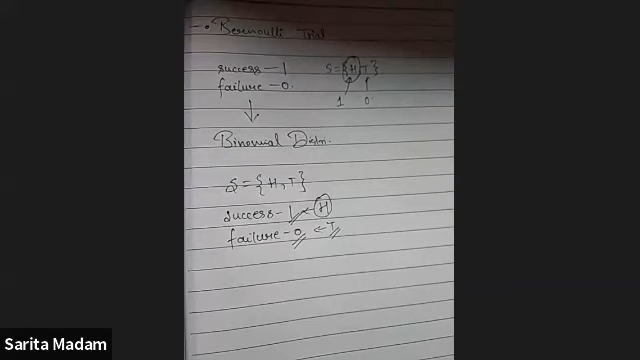 • Bernoulli Trial
success - 1 S = {H, T}
failure - 0.
1 0
Binomial Distn.
S = {H, T}
success - 1 ← H
failure - 0 ← T
Sarita Madam